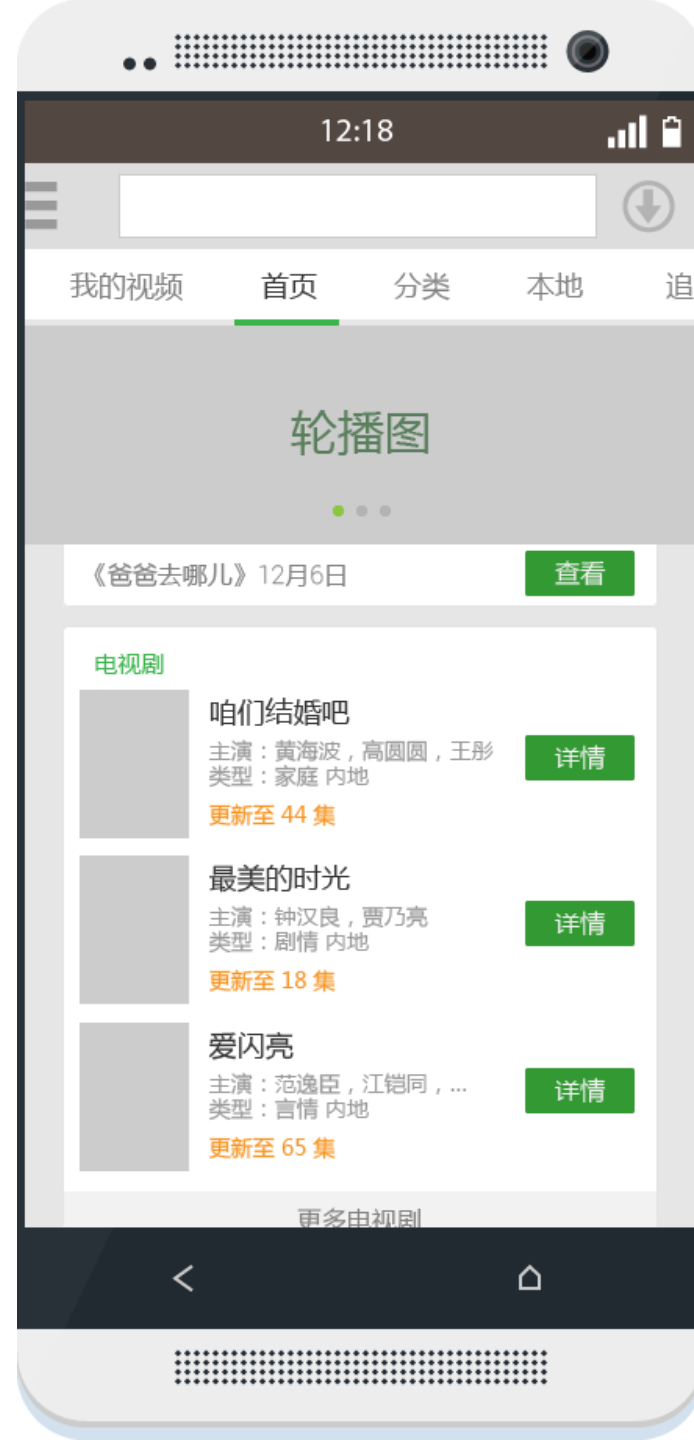 12:18
我的视频 首页 分类 本地 追
轮播图
《爸爸去哪儿》12月6日 查看
电视剧
咱们结婚吧
主演：黄海波，高圆圆，王彤
类型：家庭 内地
详情
更新至 44 集
最美的时光
主演：钟汉良，贾乃亮
类型：剧情 内地
详情
更新至 18 集
爱闪亮
主演：范逸臣，江铠同，...
类型：言情 内地
详情
更新至 65 集
更多电视剧